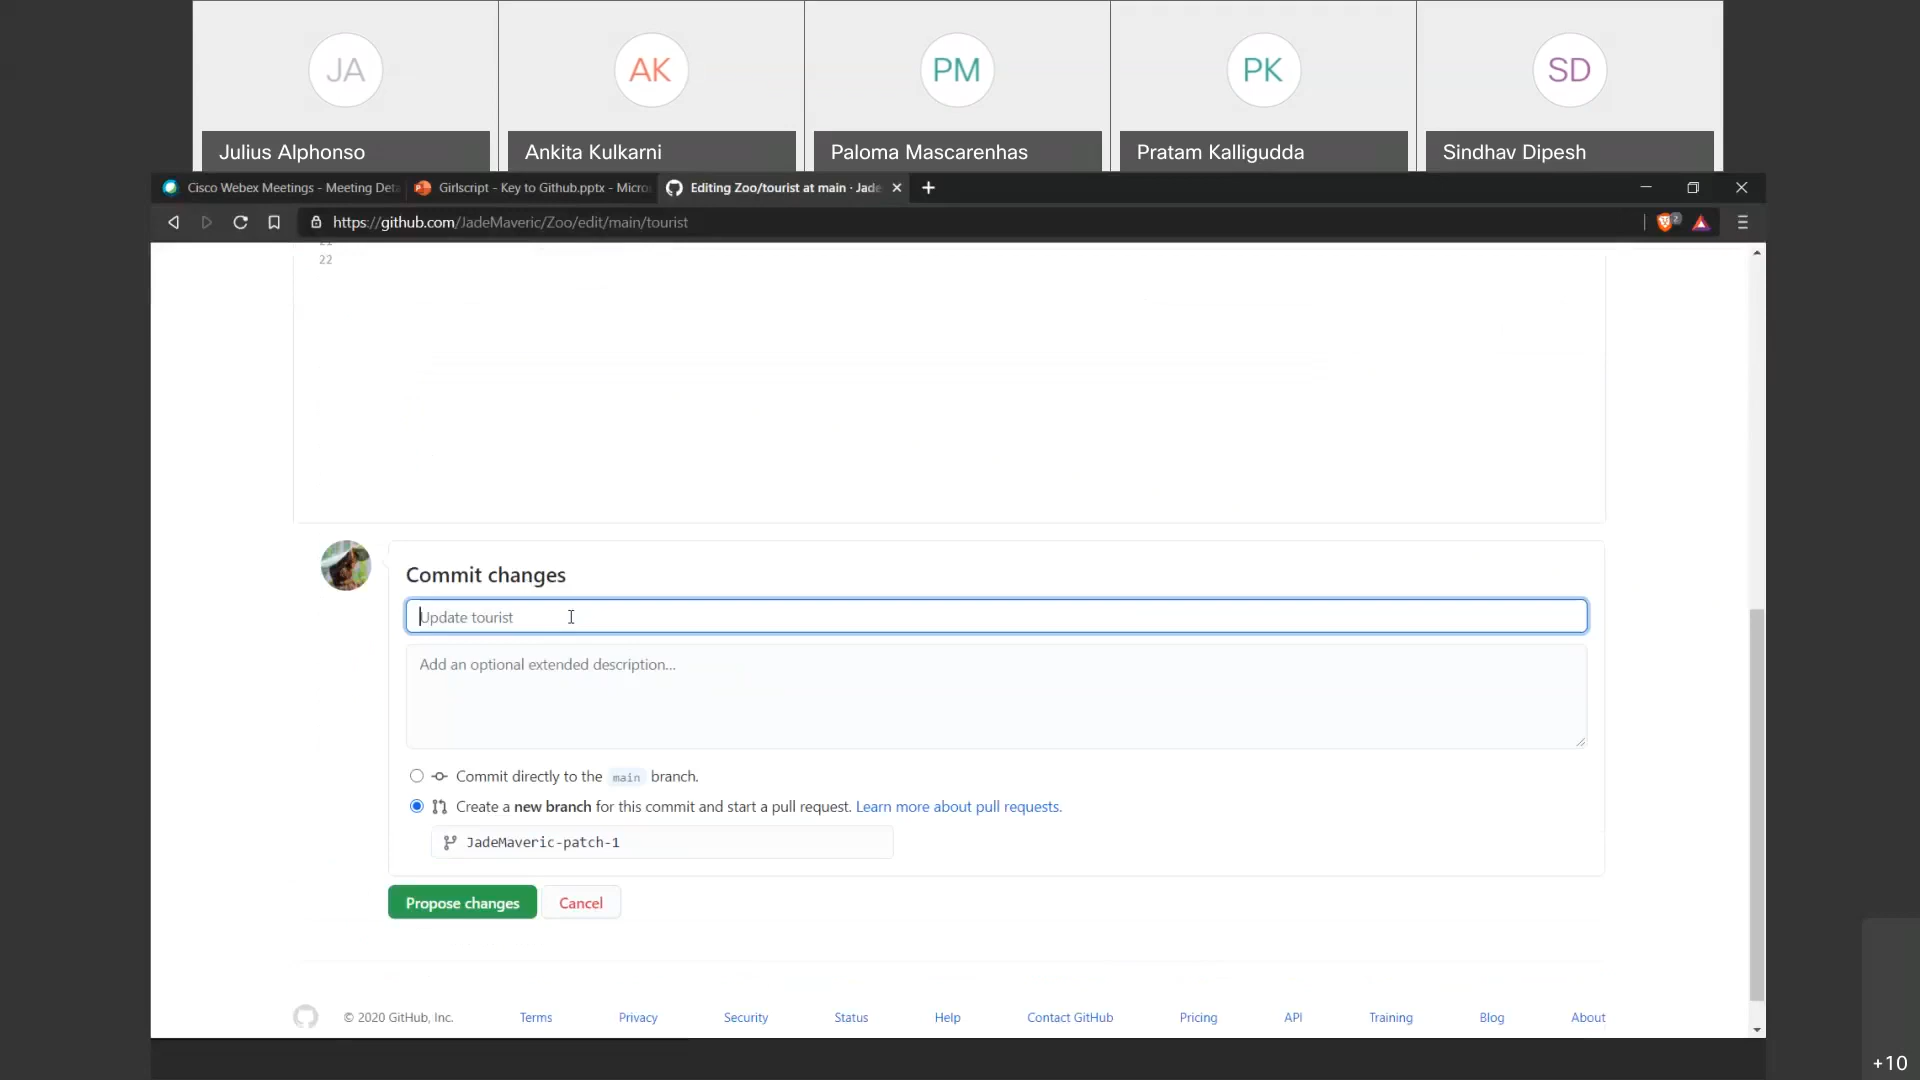 JA
AK
PM
PK
SD
Julius Alphonso
Ankita Kulkarni
Paloma Mascarenhas
Pratam Kalligudda
Sindhav Dipesh
Cisco Webex Meetings - Meeting Deta
Girlscript - Key to Github.pptx - Micro
Editing Zoo/tourist at main · Jade
https://github.com/JadeMaveric/Zoo/edit/main/tourist
2
21
22
Commit changes
Update tourist
Add an optional extended description...
Commit directly to the main branch.
Create a new branch for this commit and start a pull request. Learn more about pull requests.
JadeMaveric-patch-1
Propose changes
Cancel
© 2020 GitHub, Inc.
Terms
Privacy
Security
Status
Help
Contact GitHub
Pricing
API
Training
Blog
About
+10